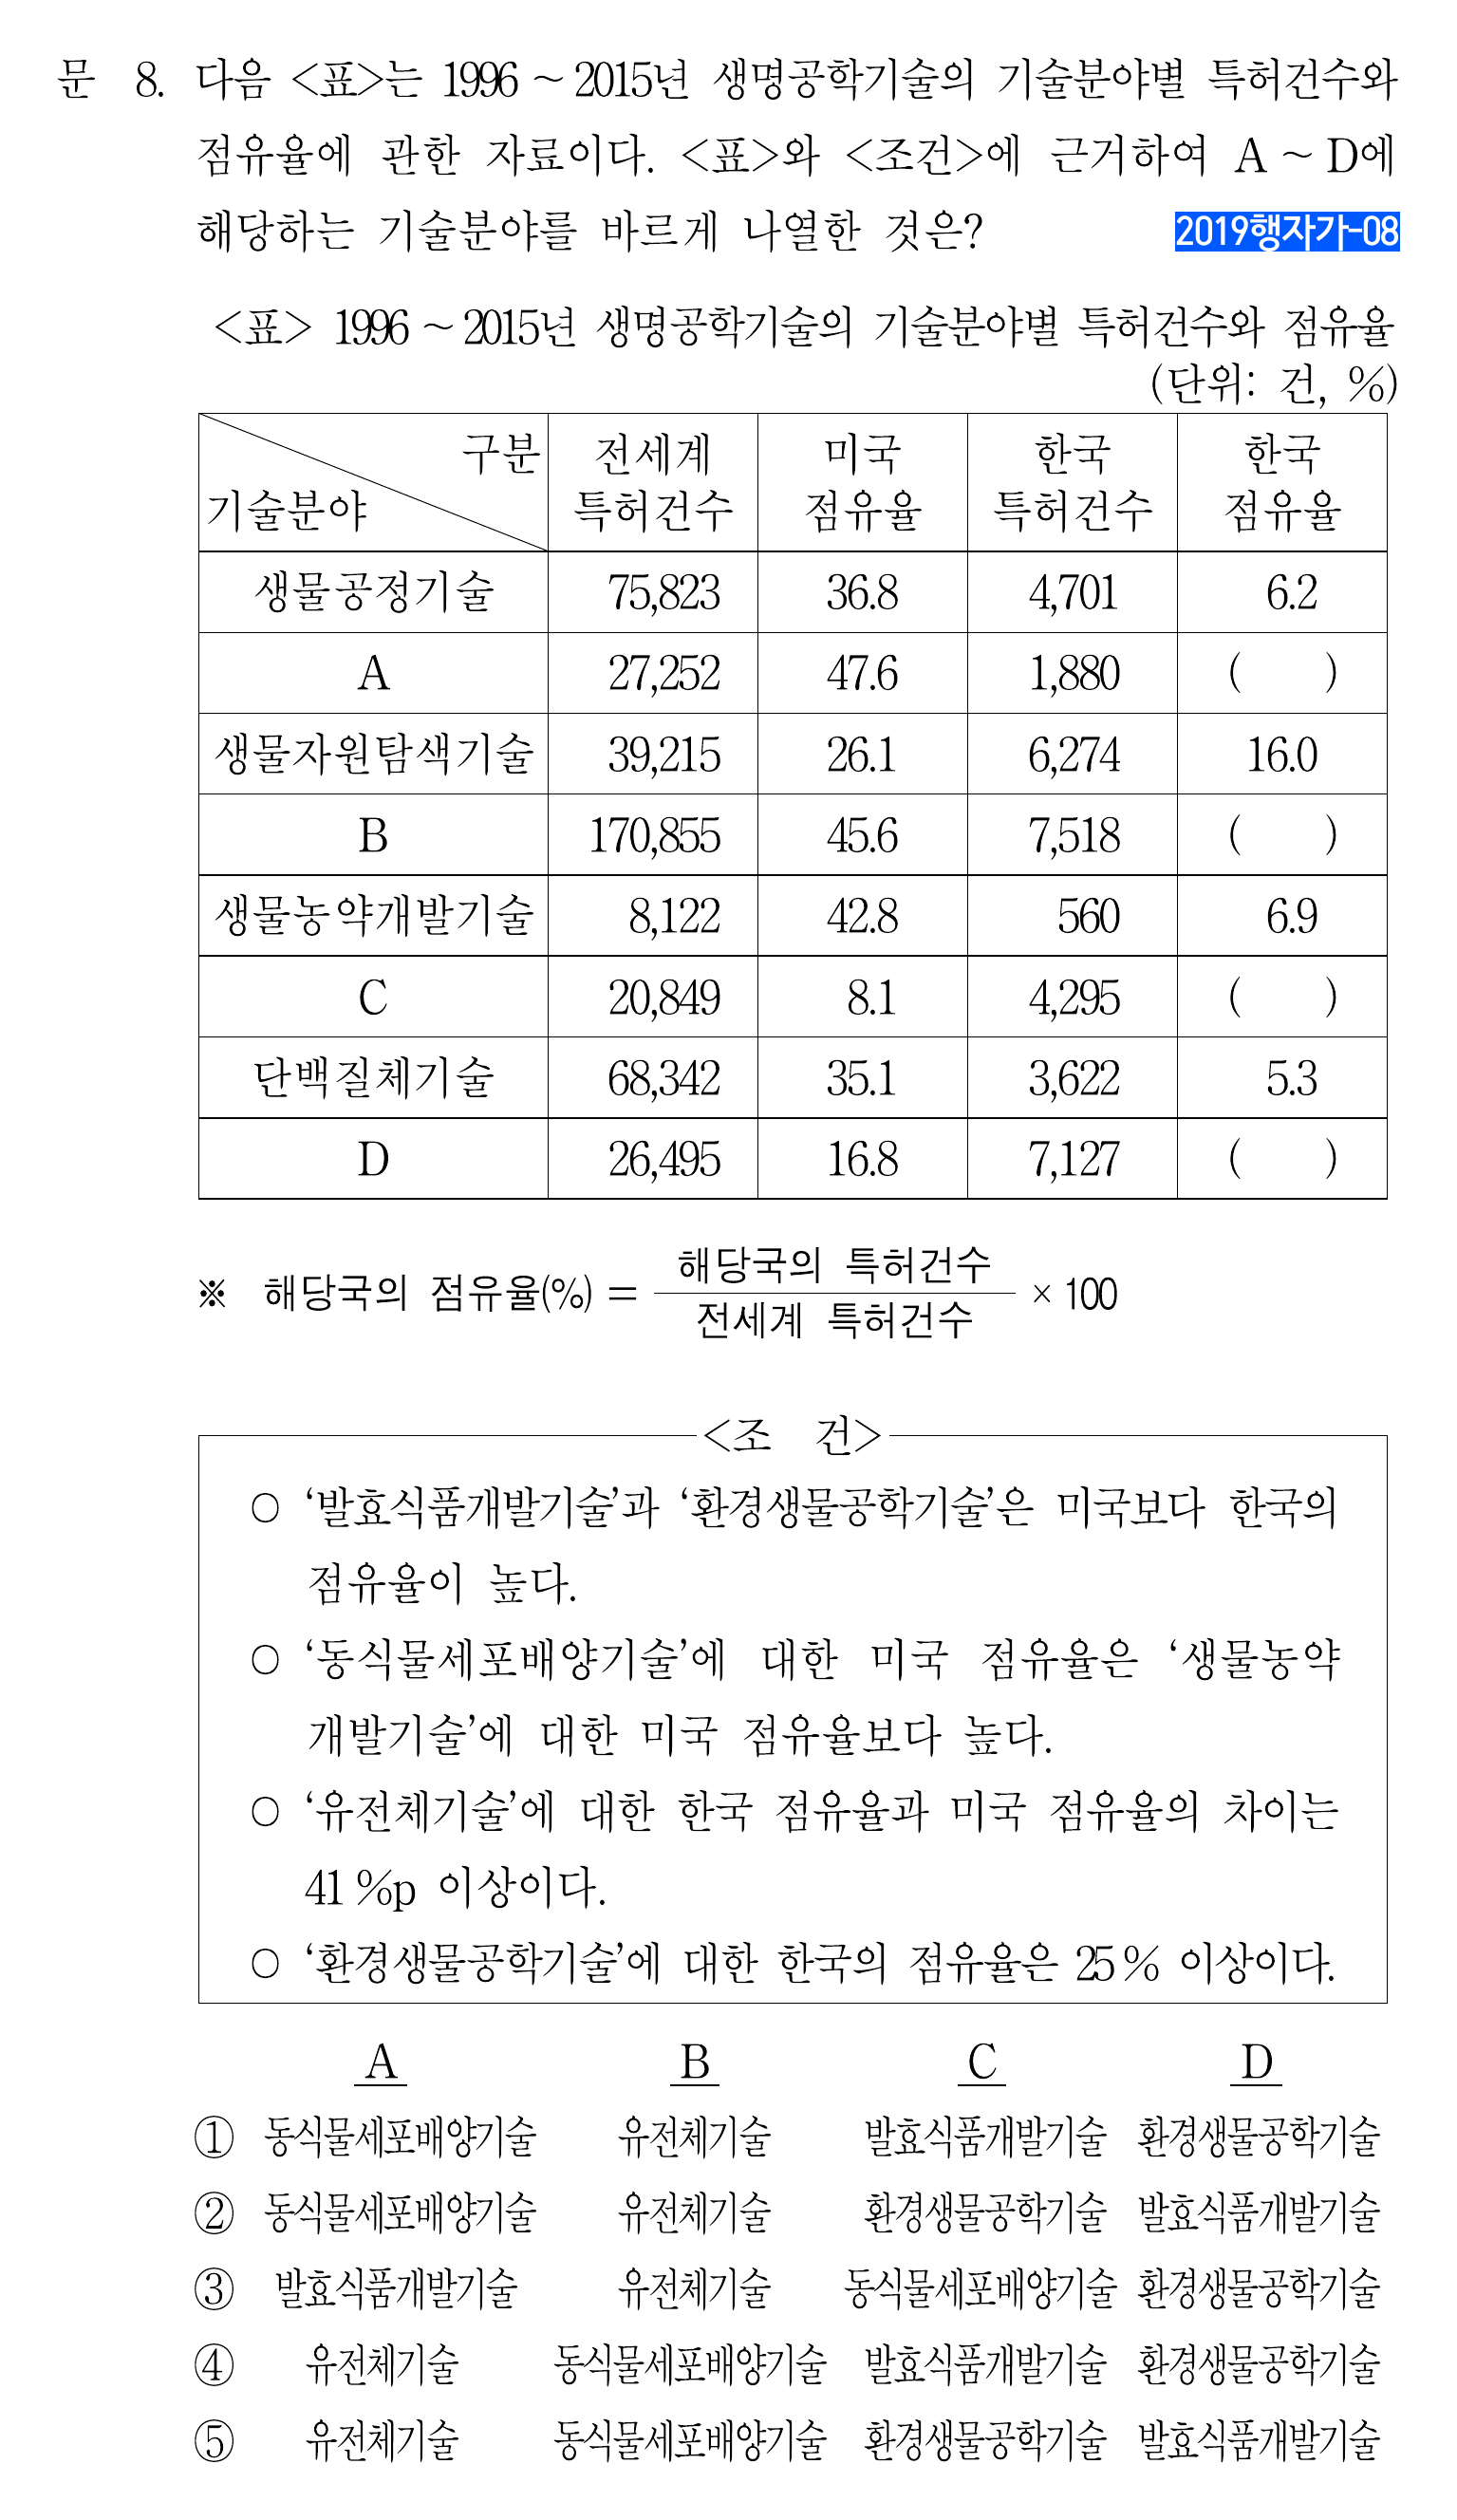 문 8. 다음 <표>는 1996 ~ 2015년 생명공학기술의 기술분야별 특허건수와
점유율에 관한 자료이다. <표>와 <조건>에 근거하여 A ~ D에
해당하는 기술분야를 바르게 나열한 것은? 2019행자가-08
<표> 1996 ~ 2015년 생명공학기술의 기술분야별 특허건수와 점유율
(단위: 건, %)
구분 전세계 미국 한국 한국
기술분야 특허건수 점유율 특허건수 점유율
생물공정기술 75,823 36.8 4,701 6.2
A 27,252 47.6 1,880 ( )
생물자원탐색기술 39,215 26.1 6,274 16.0
B 170,855 45.6 7,518 ( )
생물농약개발기술 8,122 42.8 560 6.9
C 20,849 8.1 4,295 ( )
단백질체기술 68,342 35.1 3,622 5.3
D 26,495 16.8 7,127 ( )
해당국의 특허건수
※ 해당국의 점유율(%) = ──── × 100
전세계 특허건수
<조 건>
○ ‘발효식품개발기술’과 ‘환경생물공학기술’은 미국보다 한국의
점유율이 높다.
○ ‘동식물세포배양기술’에 대한 미국 점유율은 ‘생물농약
개발기술’에 대한 미국 점유율보다 높다.
○ ‘유전체기술’에 대한 한국 점유율과 미국 점유율의 차이는
41 %p 이상이다.
○ ‘환경생물공학기술’에 대한 한국의 점유율은 25 % 이상이다.
A B C D
① 동식물세포배양기술 유전체기술 발효식품개발기술 환경생물공학기술
② 동식물세포배양기술 유전체기술 환경생물공학기술 발효식품개발기술
③ 발효식품개발기술 유전체기술 동식물세포배양기술 환경생물공학기술
④ 유전체기술 동식물세포배양기술 발효식품개발기술 환경생물공학기술
⑤ 유전체기술 동식물세포배양기술 환경생물공학기술 발효식품개발기술